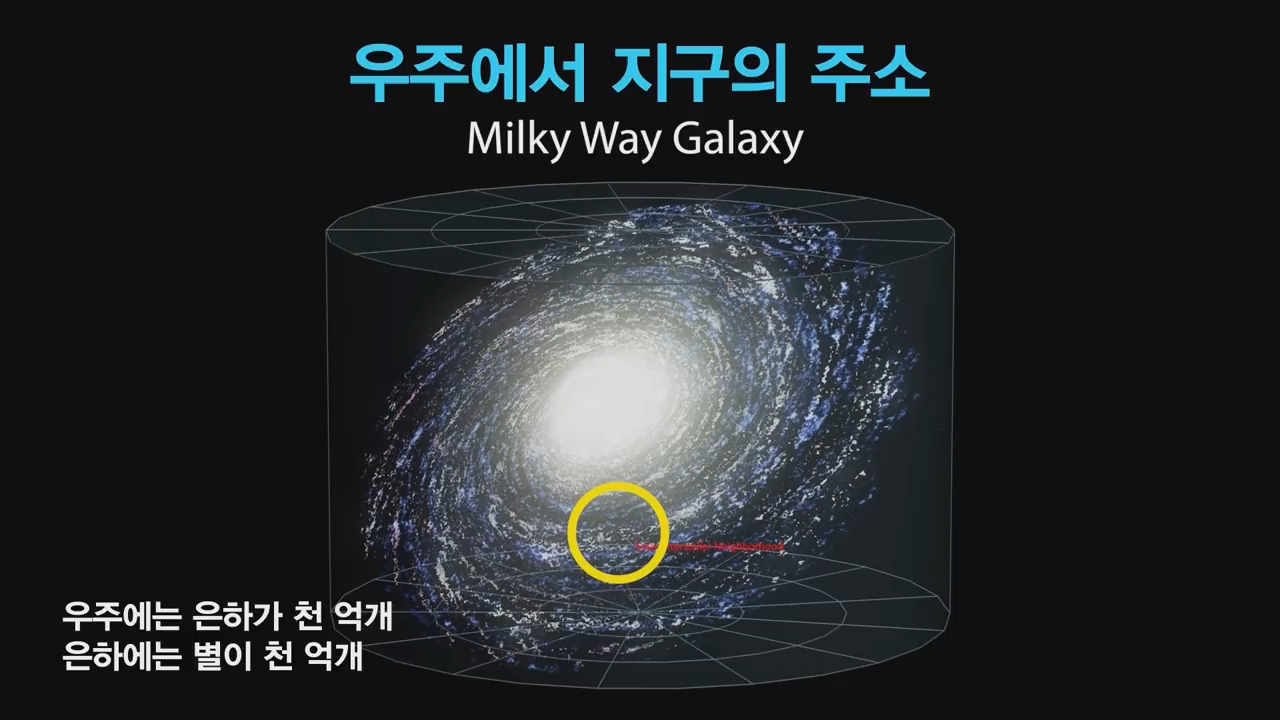 우주에서 지구의 주소
Milky Way Galaxy
Neighborhood
우주에는 은하가 천 억개
은하에는 별이 천 억개